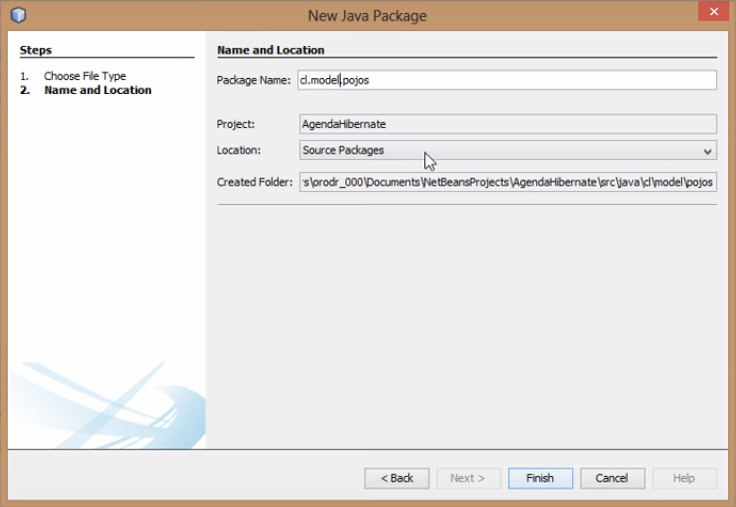 New Java Package
Steps
1. Choose File Type
2. Name and Location
Name and Location
Package Name: cl.model.pojos
Project: AgendaHibernate
Location: Source Packages
Created Folder: s\prodr_000\Documents\NetBeansProjects\AgendaHibernate\src\java\cl\model\pojos
< Back Next > Finish Cancel Help